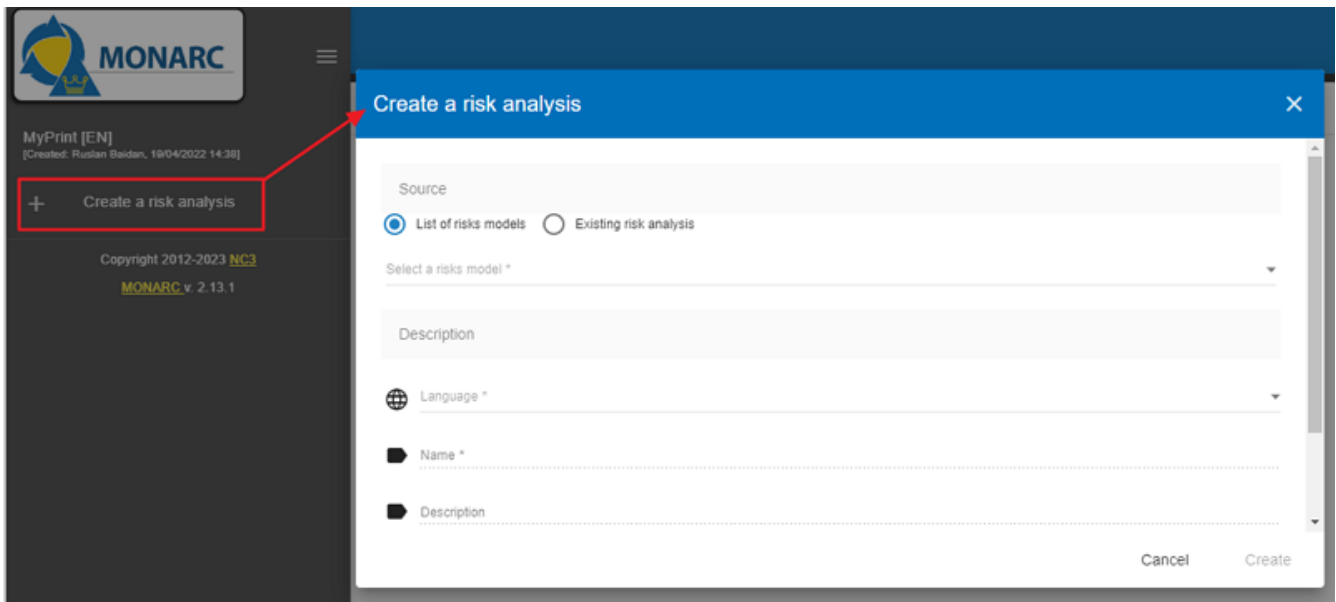 MONARC
MyPrint [EN]
[Created: Ruslan Baidan, 19/04/2022 14:38]
+ Create a risk analysis
Copyright 2012-2023 NC3
MONARC v. 2.13.1
Create a risk analysis
Source
List of risks models
Existing risk analysis
Select a risks model *
Description
Language *
Name *
Description
Cancel
Create